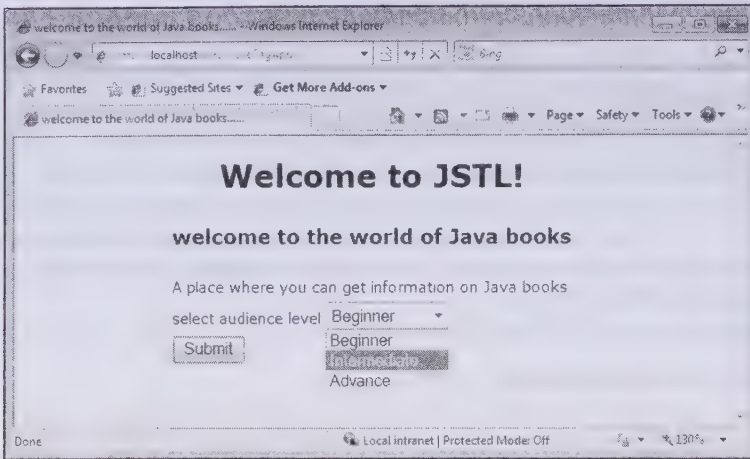 welcome to the world of Java books...... - Windows Internet Explorer
localhost
Bing
Favorites Suggested Sites Get More Add-ons
welcome to the world of Java books......
Page Safety Tools
Welcome to JSTL!
welcome to the world of Java books
A place where you can get information on Java books
select audience level Beginner
Submit Beginner
Intermediate
Advance
Done Local intranet | Protected Mode: Off 130%